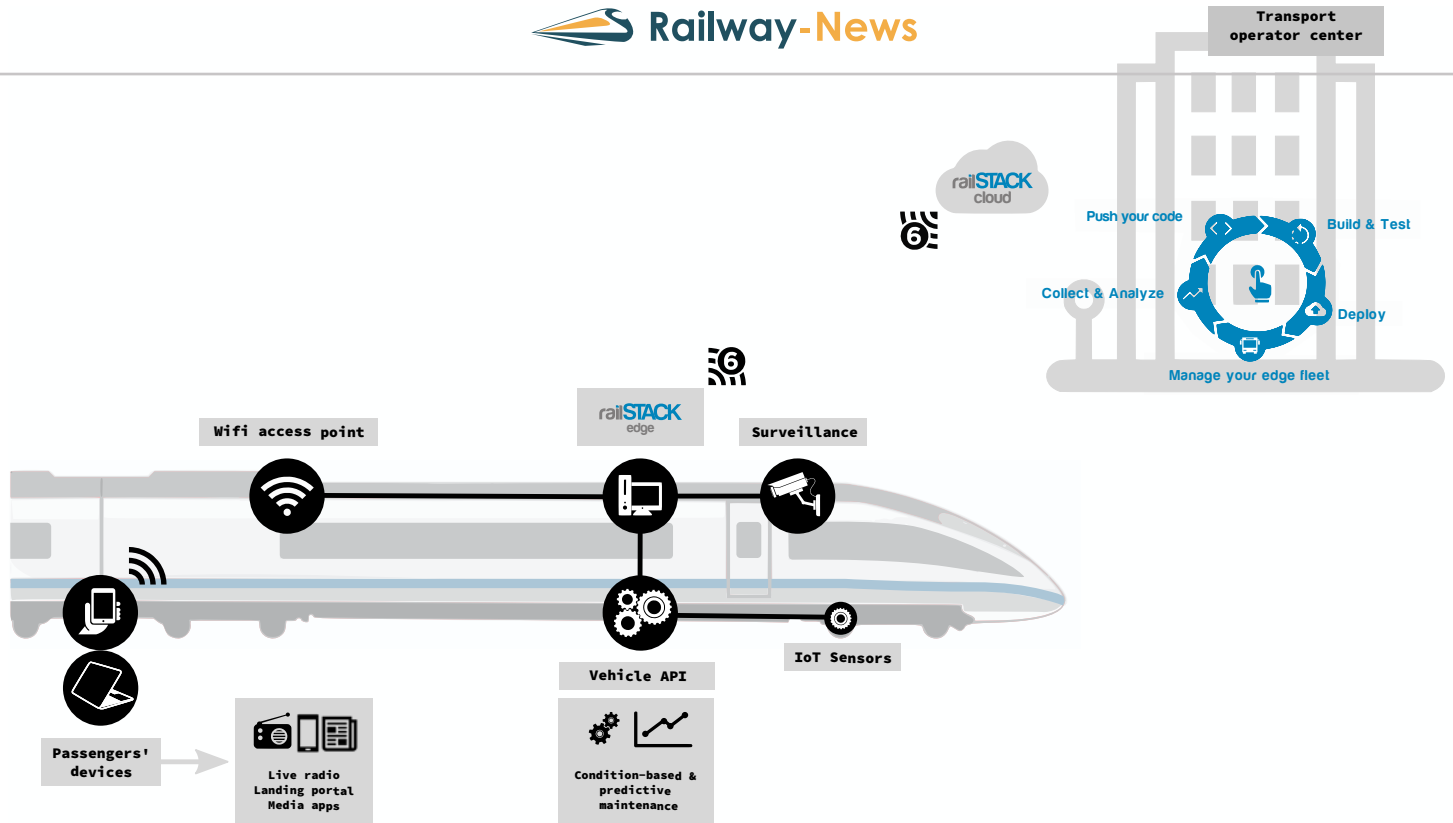 Railway-News
Transport
operator center
railSTACK
cloud
6
Push your code
Build & Test
Collect & Analyze
Deploy
Manage your edge fleet
6
railSTACK
edge
Wifi access point
Surveillance
IoT Sensors
Vehicle API
Passengers'
devices
Live radio
Landing portal
Media apps
Condition-based &
predictive
maintenance